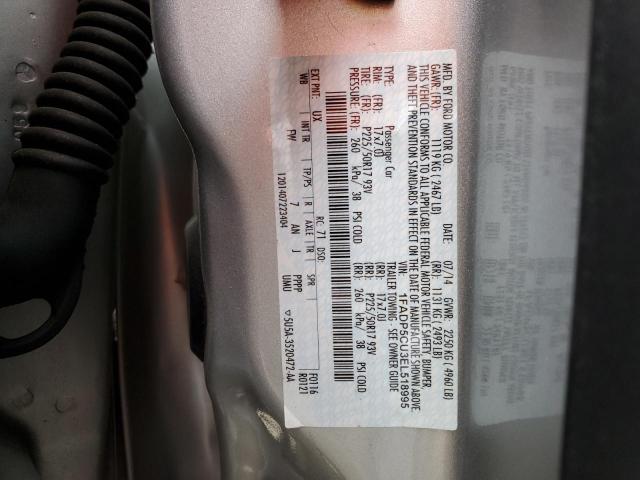 MFD. BY FORD MOTOR CO.
DATE: 07/14 GVWR: 2250 KG ( 4960 LB)
GAWR: (FR): 1119 KG ( 2467 LB) (RR): 1131 KG ( 2493 LB)
THIS VEHICLE CONFORMS TO ALL APPLICABLE FEDERAL MOTOR VEHICLE SAFETY, BUMPER,
AND THEFT PREVENTION STANDARDS IN EFFECT ON THE DATE OF MANUFACTURE SHOWN ABOVE.
VIN: 1FADP5CU3EL518995
TYPE: Passenger Car TRAILER TOWING - SEE OWNER GUIDE
RIM: (FR): 17x7.0J (RR): 17x7.0J
TIRE: (FR): P225/50R17 93V (RR): P225/50R17 93V
PRESSURE: (FR): 260 kPa/ 38 PSI COLD (RR): 260 kPa/ 38 PSI COLD
EXT PNT: UX RC: 71 DSO: F0116
WB INT TR TP/PS R AXLE TR SPR R0121
FW 7 AN J PPPP
UMU
1201407223404 5U5A-3520472-AA